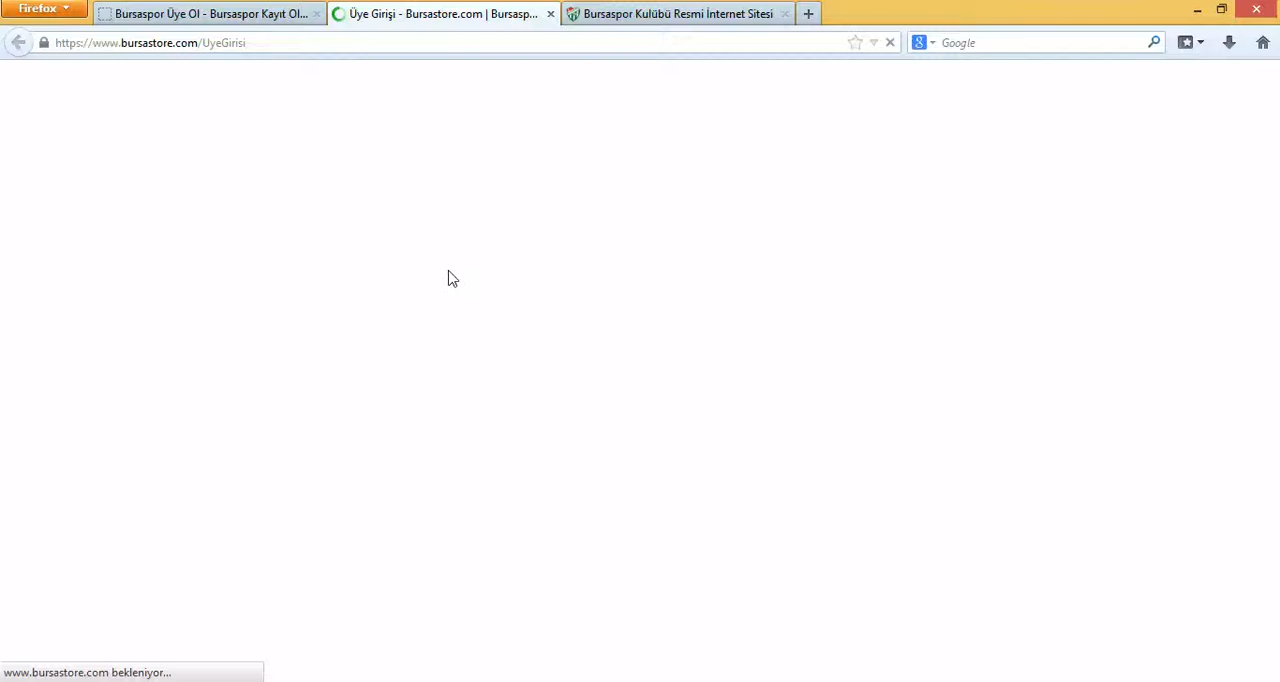 Firefox
Bursaspor Üye Ol - Bursaspor Kayıt Ol...
Üye Girişi - Bursastore.com | Bursasp...
Bursaspor Kulübü Resmi İnternet Sitesi
https://www.bursastore.com/UyeGirisi
Google
www.bursastore.com bekleniyor...